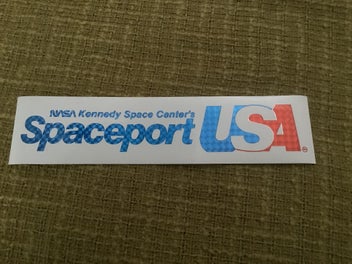 NASA Kennedy Space Center's
Spaceport USA®